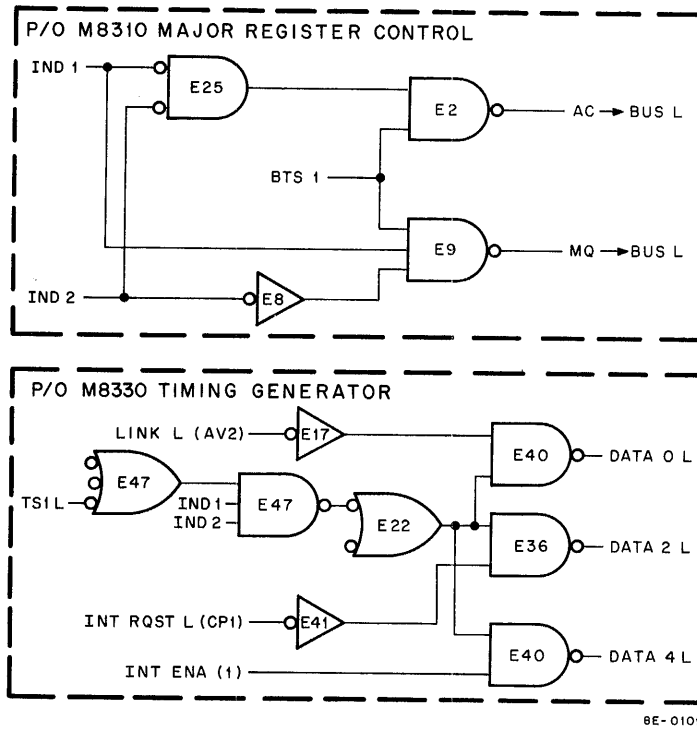 P/O M8310 MAJOR REGISTER CONTROL
IND 1
E25
E2
AC → BUS L
BTS 1
E9
MQ → BUS L
IND 2
E8
P/O M8330 TIMING GENERATOR
LINK L (AV2)
E17
E40
DATA 0 L
E47
TS1 L
IND 1
IND 2
E47
E22
E36
DATA 2 L
INT RQST L (CP1)
E41
E40
DATA 4 L
INT ENA (1)